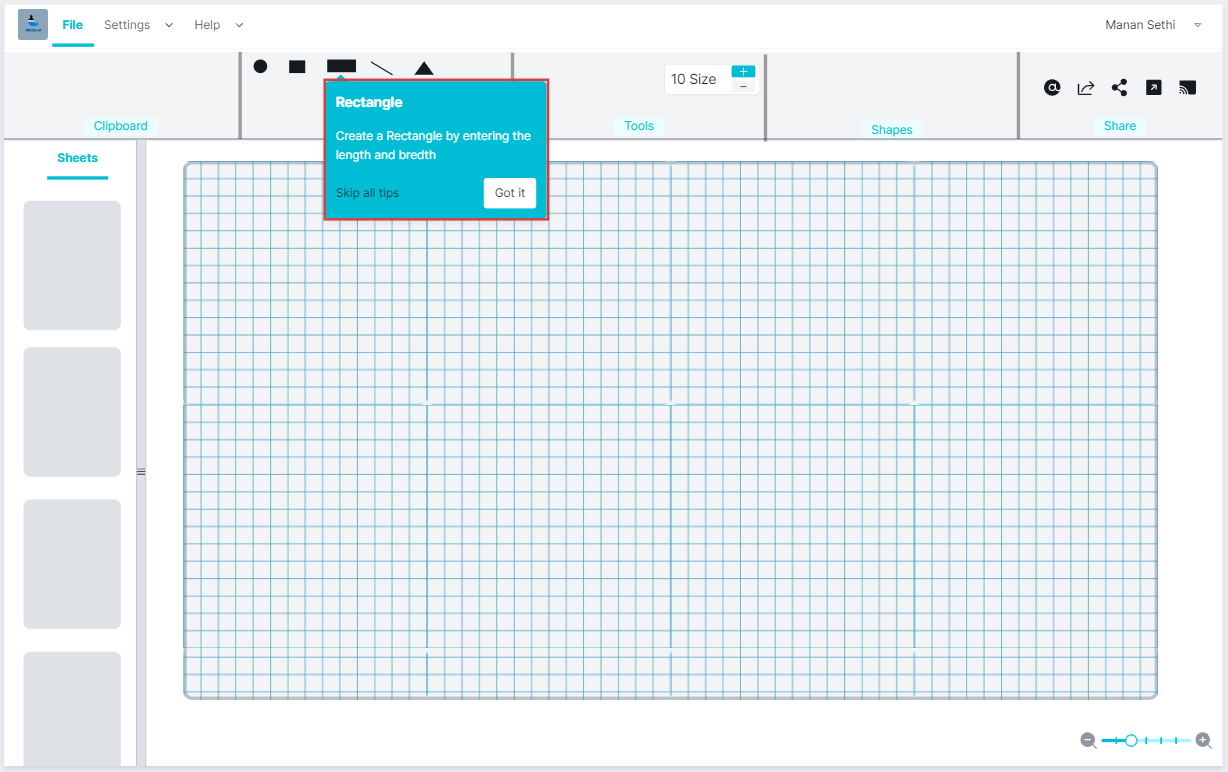 File Settings Help Manan Sethi
10 Size
Clipboard Tools Shapes Share
Rectangle
Create a Rectangle by entering the
length and bredth
Skip all tips Got it
Sheets